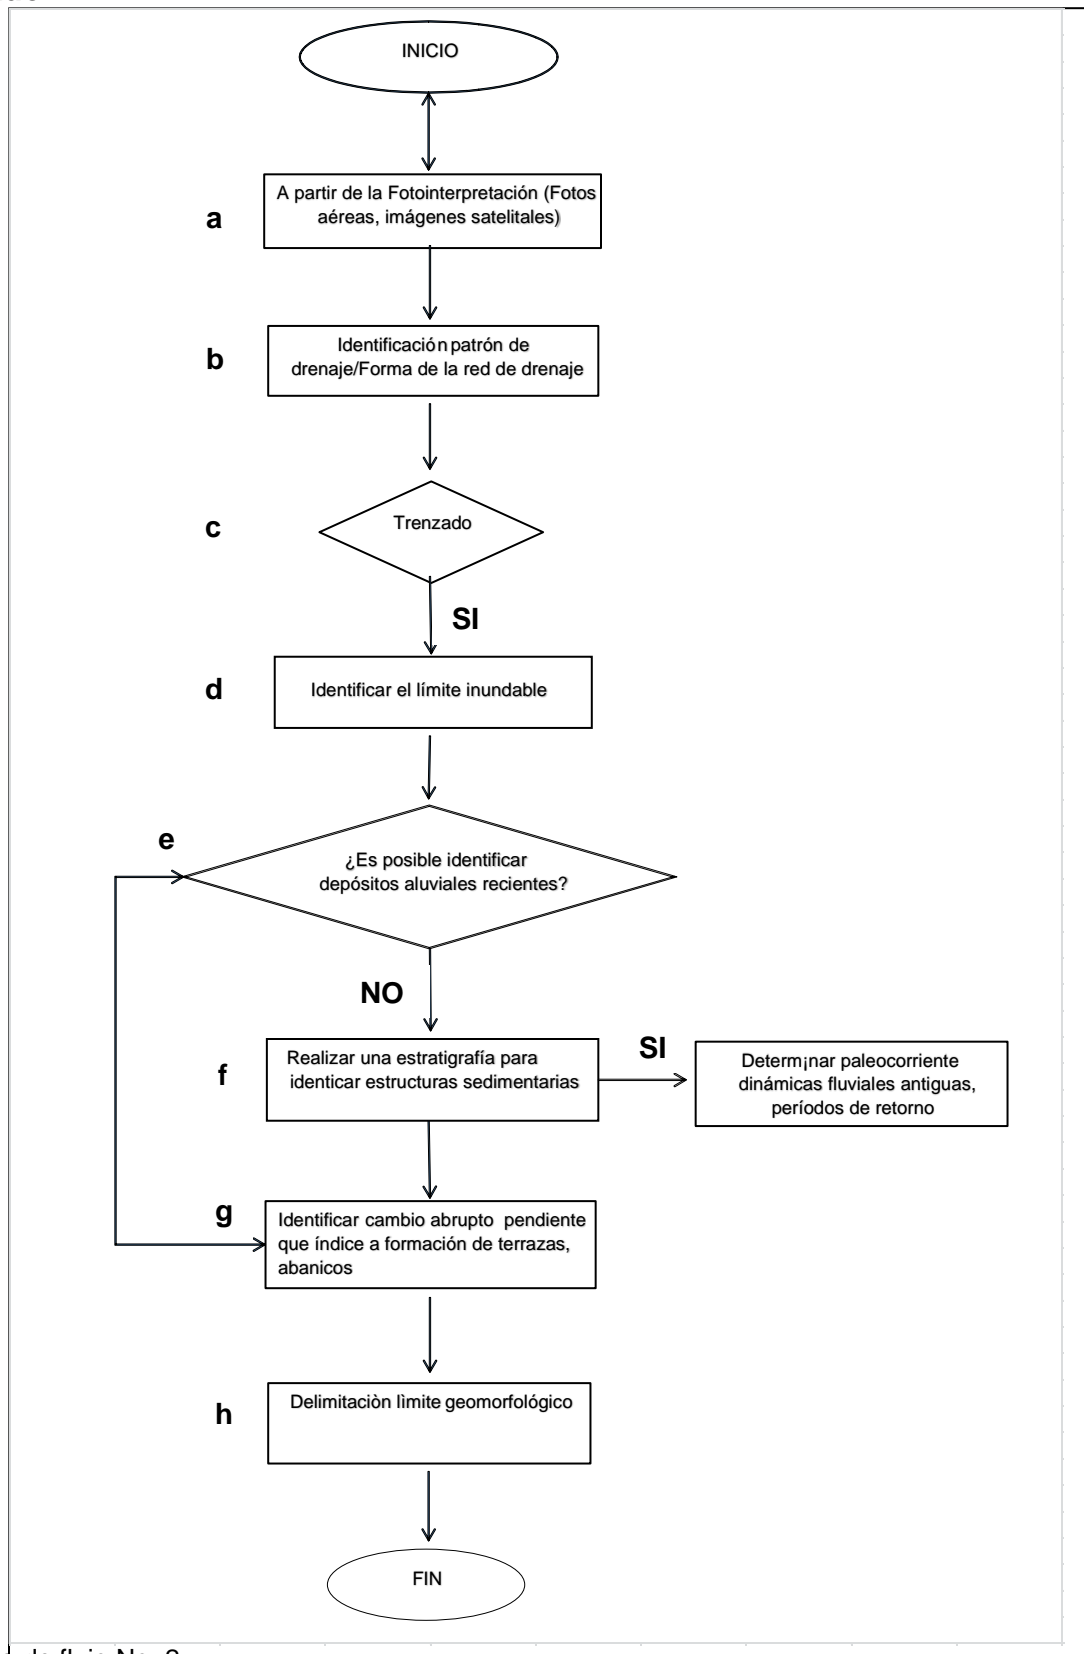 INICIO
a
A partir de la Fotointerpretación (Fotos
aéreas, imágenes satelitales)
b
Identificación patrón de
drenaje/Forma de la red de drenaje
c
Trenzado
SI
d
Identificar el límite inundable
e
¿Es posible identificar
depósitos aluviales recientes?
NO
f
Realizar una estratigrafía para
identicar estructuras sedimentarias
SI
Determ¡nar paleocorriente
dinámicas fluviales antiguas,
períodos de retorno
g
Identificar cambio abrupto pendiente
que índice a formación de terrazas,
abanicos
h
Delimitaciòn lìmite geomorfológico
FIN